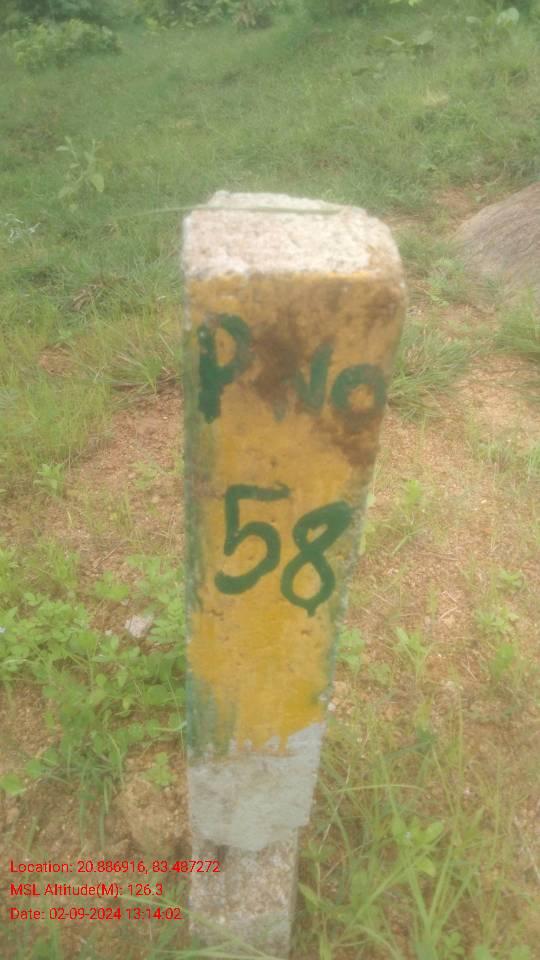 P No
58
Location: 20.886916, 83.487272
MSL Altitude(M): 126.3
Date: 02-09-2024 13:14:02